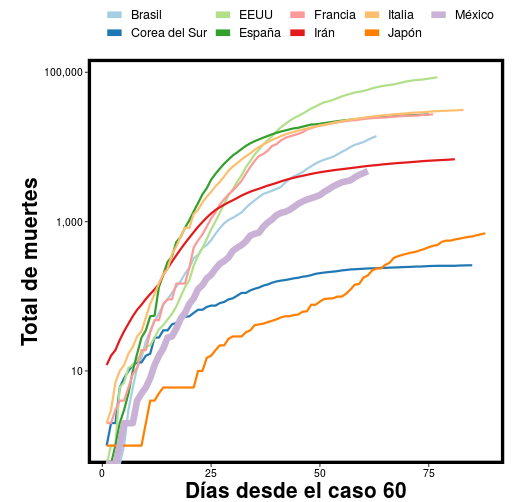 Brasil EEUU Francia Italia México
Corea del Sur España Irán Japón
100,000
1,000
10
Total de muertes
0 25 50 75
Días desde el caso 60